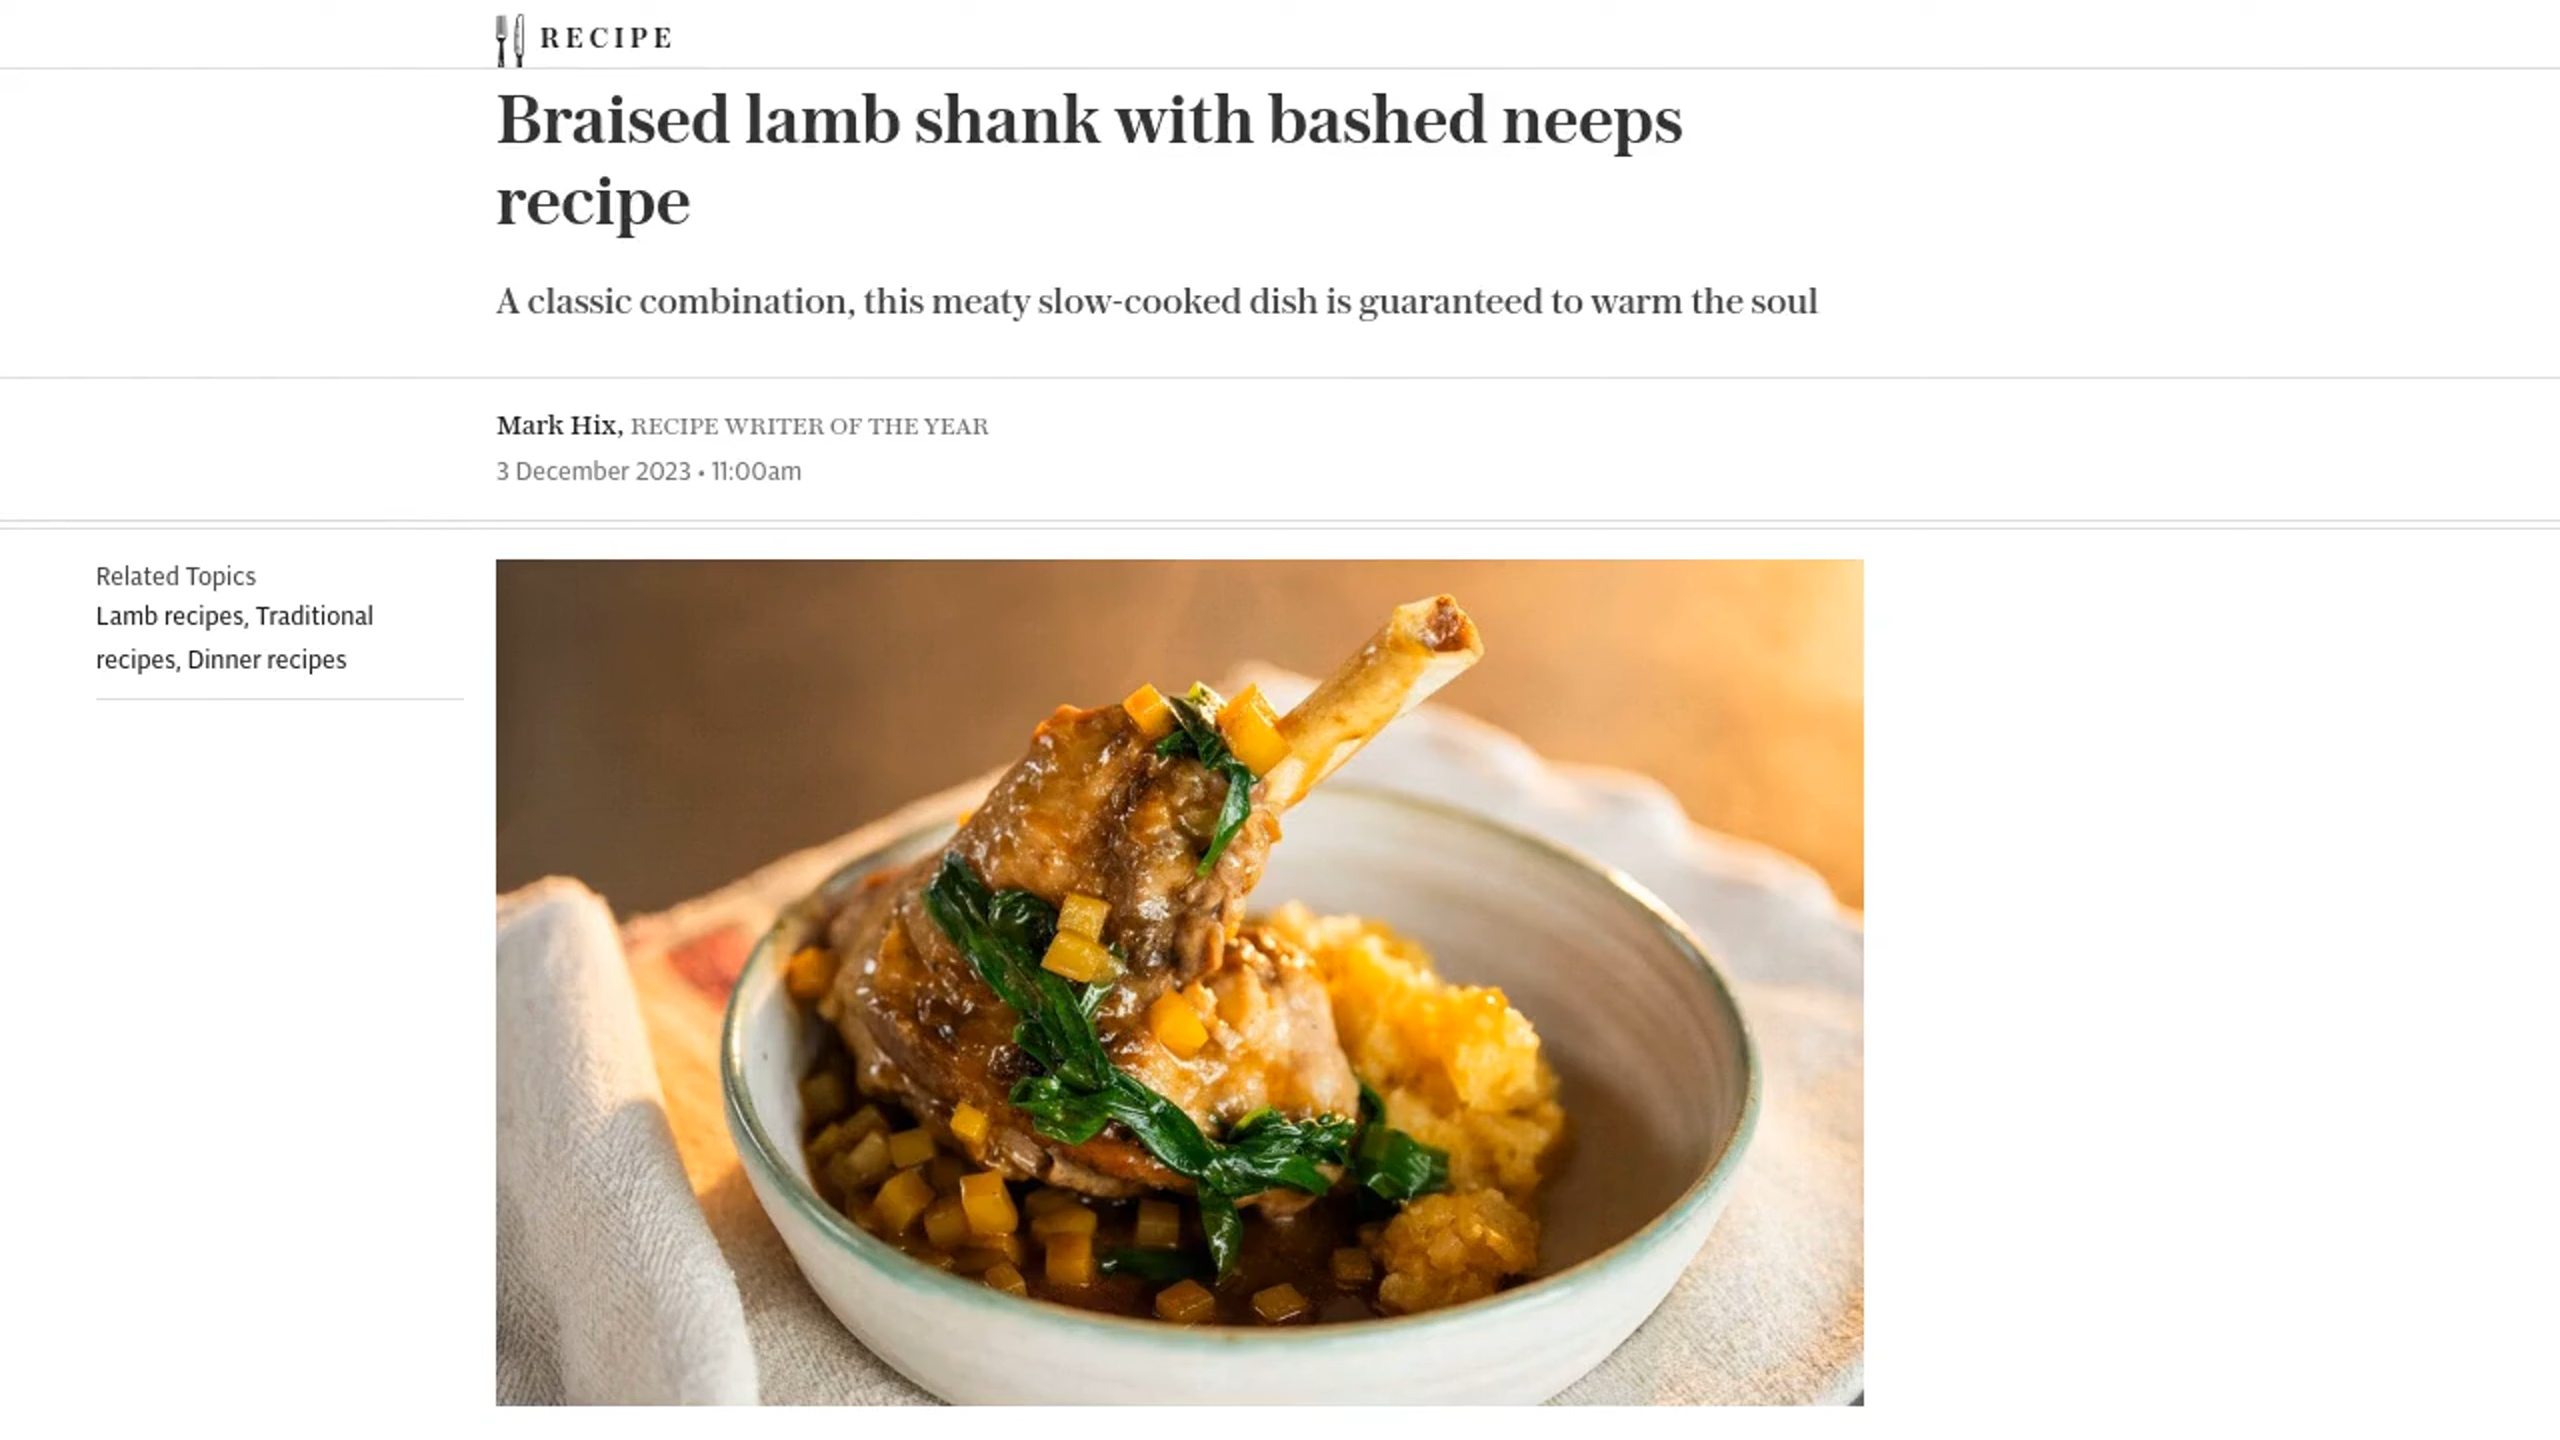 RECIPE
Braised lamb shank with bashed neeps
recipe
A classic combination, this meaty slow-cooked dish is guaranteed to warm the soul
Mark Hix, RECIPE WRITER OF THE YEAR
3 December 2023 • 11:00am
Related Topics
Lamb recipes, Traditional
recipes, Dinner recipes